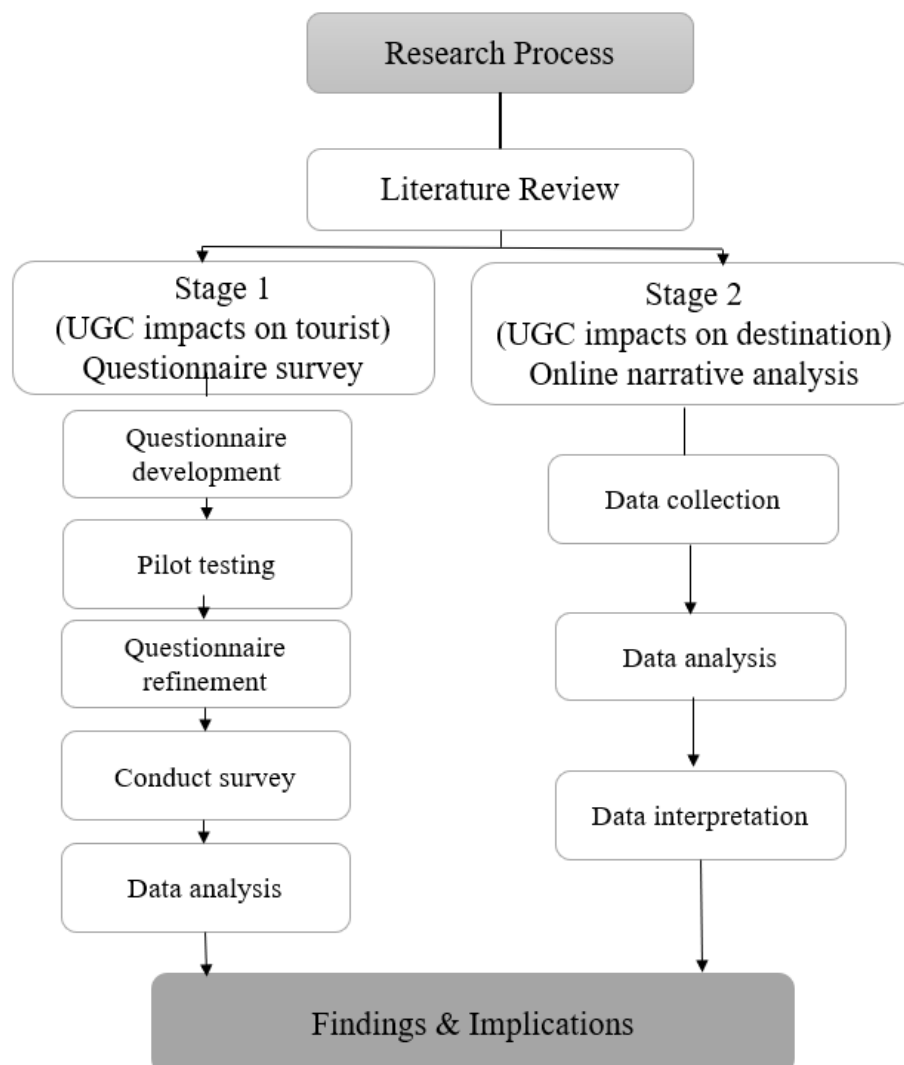 Research Process
Literature Review
Stage 1
(UGC impacts on tourist)
Questionnaire survey
Questionnaire
development
Pilot testing
Questionnaire
refinement
Conduct survey
Data analysis
Stage 2
(UGC impacts on destination)
Online narrative analysis
Data collection
Data analysis
Data interpretation
Findings & Implications